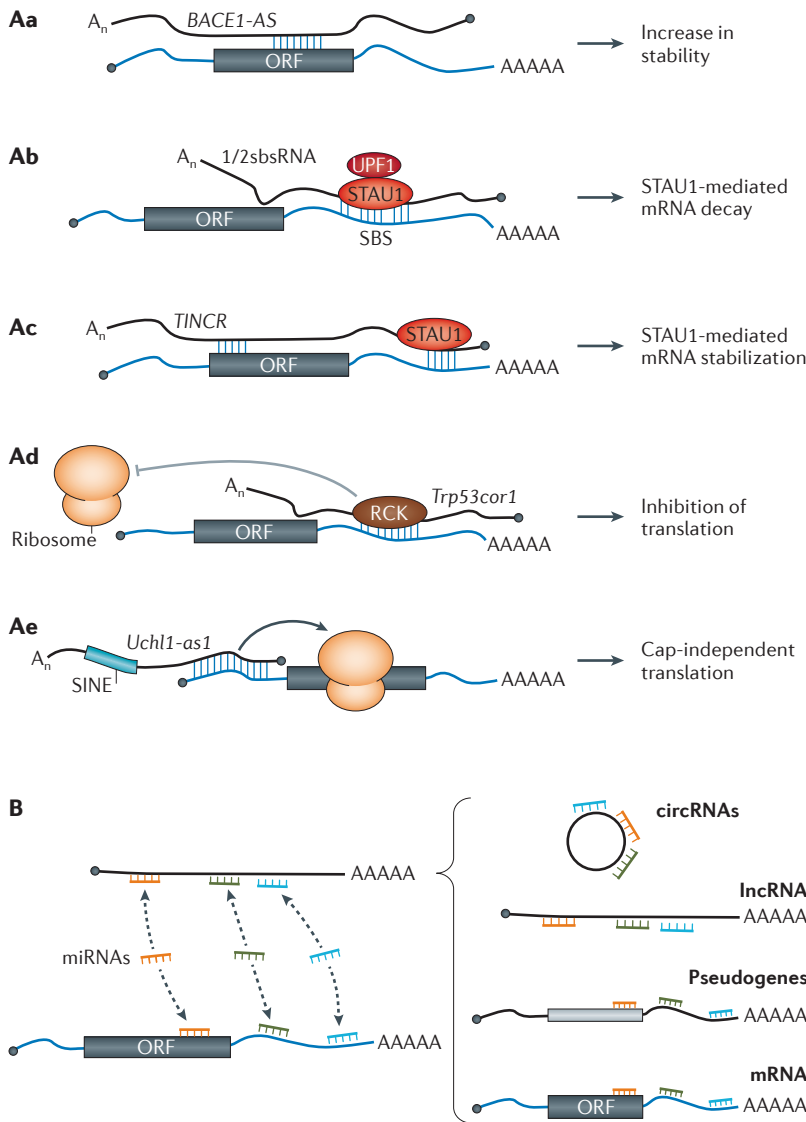 Aa
Aₙ
BACE1-AS
ORF
AAAAA
Increase in
stability
Ab
Aₙ
1/2sbsRNA
UPF1
STAU1
ORF
SBS
AAAAA
STAU1-mediated
mRNA decay
Ac
Aₙ
TINCR
STAU1
ORF
AAAAA
STAU1-mediated
mRNA stabilization
Ad
Aₙ
Trp53cor1
RCK
Ribosome
ORF
AAAAA
Inhibition of
translation
Ae
Aₙ
Uchl1-as1
SINE
AAAAA
Cap-independent
translation
B
AAAAA
miRNAs
ORF
AAAAA
circRNAs
lncRNA
AAAAA
Pseudogenes
AAAAA
mRNA
ORF
AAAAA